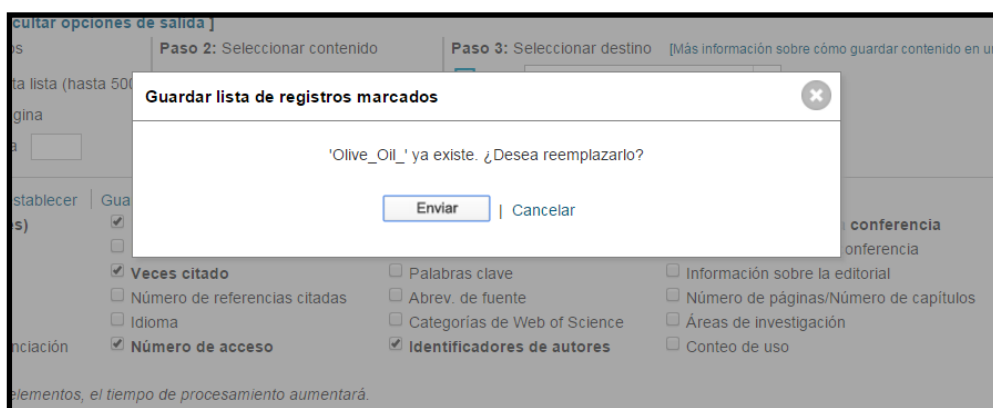 cultar opciones de salida ]
os
Paso 2: Seleccionar contenido
Paso 3: Seleccionar destino [Más información sobre cómo guardar contenido en un
ta lista (hasta 500
gina
a
Guardar lista de registros marcados
'Olive_Oil_' ya existe. ¿Desea reemplazarlo?
Enviar | Cancelar
stablecer | Gua
s)
conferencia
onferencia
Veces citado
Palabras clave
Información sobre la editorial
Número de referencias citadas
Abrev. de fuente
Número de páginas/Número de capítulos
Idioma
Categorías de Web of Science
Áreas de investigación
nciación
Número de acceso
Identificadores de autores
Conteo de uso
elementos, el tiempo de procesamiento aumentará.